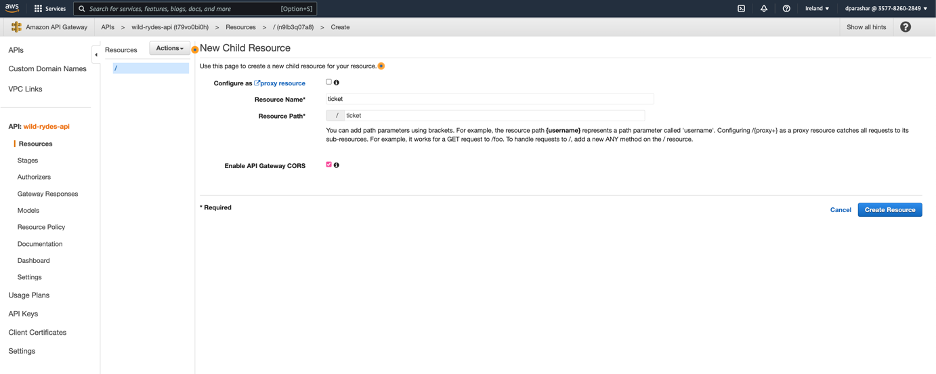 aws Services Search for services, features, blogs, docs, and more [Option+S] Ireland dparashar @ 3577-8260-2849
Amazon API Gateway APIs > wild-rydes-api (t79vo0bi0h) > Resources > / (n9lb3q07a8) > Create Show all hints ?
APIs
Custom Domain Names
VPC Links
API: wild-rydes-api
Resources
Stages
Authorizers
Gateway Responses
Models
Resource Policy
Documentation
Dashboard
Settings
Usage Plans
API Keys
Client Certificates
Settings
Resources Actions
/
New Child Resource
Use this page to create a new child resource for your resource.
Configure as proxy resource
Resource Name* ticket
Resource Path* / ticket
You can add path parameters using brackets. For example, the resource path {username} represents a path parameter called 'username'. Configuring /{proxy+} as a proxy resource catches all requests to its
sub-resources. For example, it works for a GET request to /foo. To handle requests to /, add a new ANY method on the / resource.
Enable API Gateway CORS
* Required
Cancel Create Resource